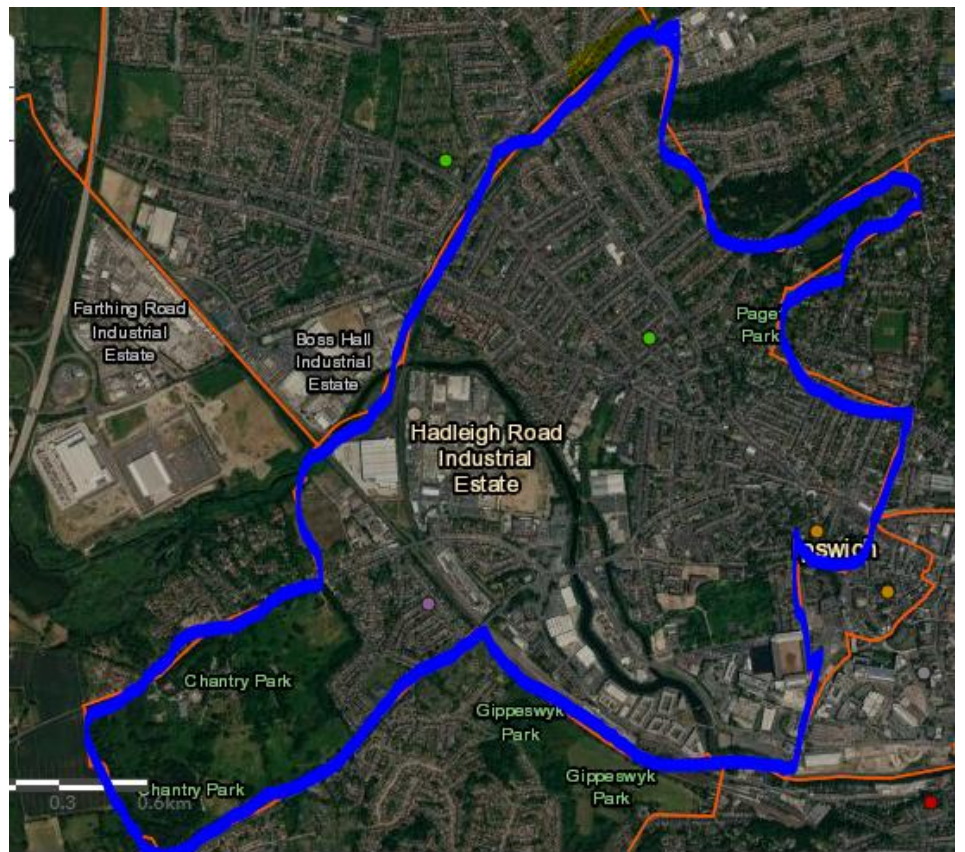 Farthing Road
Industrial
Estate
Boss Hall
Industrial
Estate
Hadleigh Road
Industrial
Estate
Page
Park
pswich
Chantry Park
Gippeswyk
Park
Gippeswyk
Park
Chantry Park
0.3
0.6km